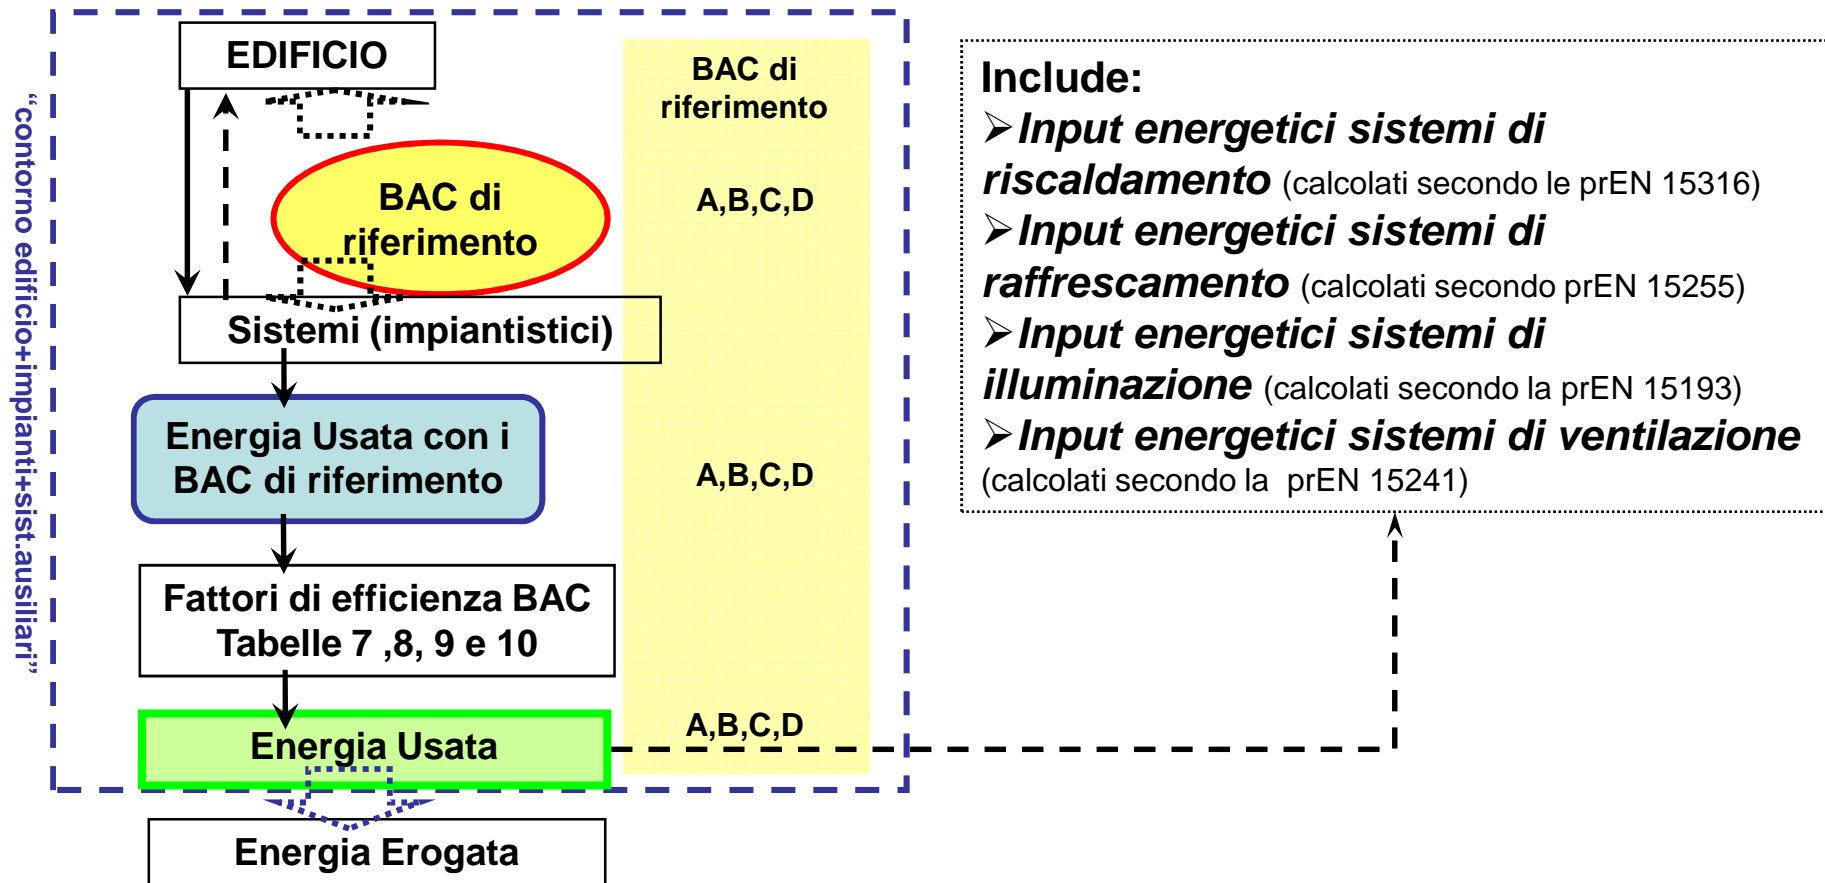 “contorno edificio+impianti+sist.ausiliari”
EDIFICIO
BAC di
riferimento
Sistemi (impiantistici)
Energia Usata con i
BAC di riferimento
Fattori di efficienza BAC
Tabelle 7 ,8, 9 e 10
Energia Usata
Energia Erogata
BAC di
riferimento
A,B,C,D
A,B,C,D
A,B,C,D
Include:
➢Input energetici sistemi di
riscaldamento (calcolati secondo le prEN 15316)
➢Input energetici sistemi di
raffrescamento (calcolati secondo prEN 15255)
➢Input energetici sistemi di
illuminazione (calcolati secondo la prEN 15193)
➢Input energetici sistemi di ventilazione
(calcolati secondo la prEN 15241)